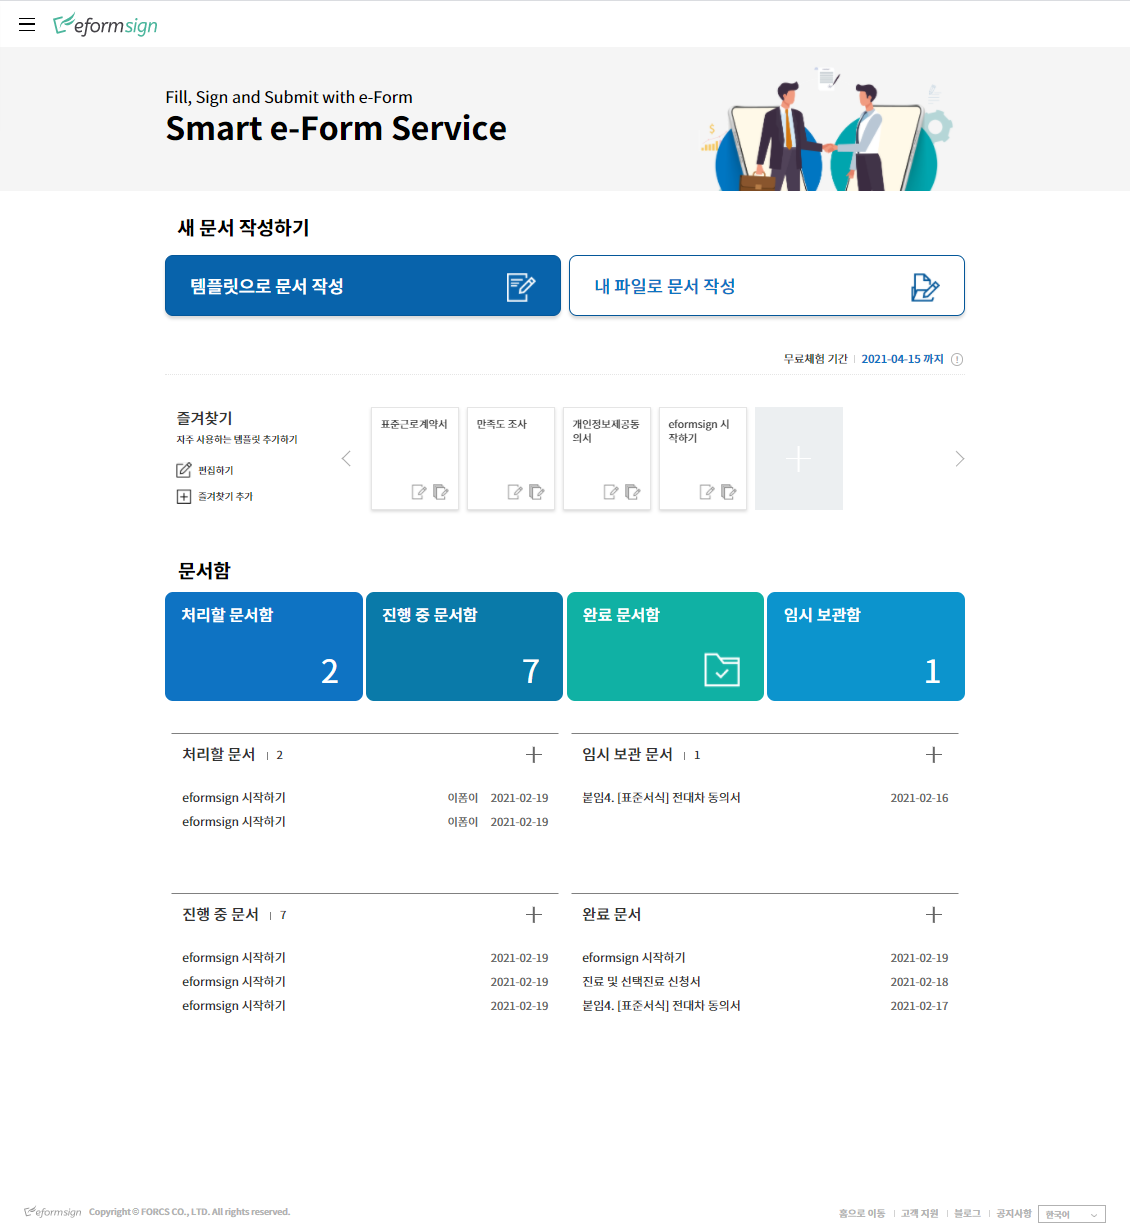 eformsign
Fill, Sign and Submit with e-Form
Smart e-Form Service
새 문서 작성하기
템플릿으로 문서 작성
내 파일로 문서 작성
무료체험 기간 2021-04-15 까지
즐겨찾기
자주 사용하는 템플릿 추가하기
편집하기
즐겨찾기 추가
표준근로계약서
만족도 조사
개인정보제공동
의서
eformsign 시
작하기
문서함
처리할 문서함
2
진행 중 문서함
7
완료 문서함
임시 보관함
1
처리할 문서 2
eformsign 시작하기 이폼이 2021-02-19
eformsign 시작하기 이폼이 2021-02-19
임시 보관 문서 1
붙임4. [표준서식] 전대차 동의서 2021-02-16
진행 중 문서 7
eformsign 시작하기 2021-02-19
eformsign 시작하기 2021-02-19
eformsign 시작하기 2021-02-19
완료 문서
eformsign 시작하기 2021-02-19
진료 및 선택진료 신청서 2021-02-18
붙임4. [표준서식] 전대차 동의서 2021-02-17
eformsign Copyright © FORCS CO., LTD. All rights reserved.
홈으로 이동 고객 지원 블로그 공지사항 한국어